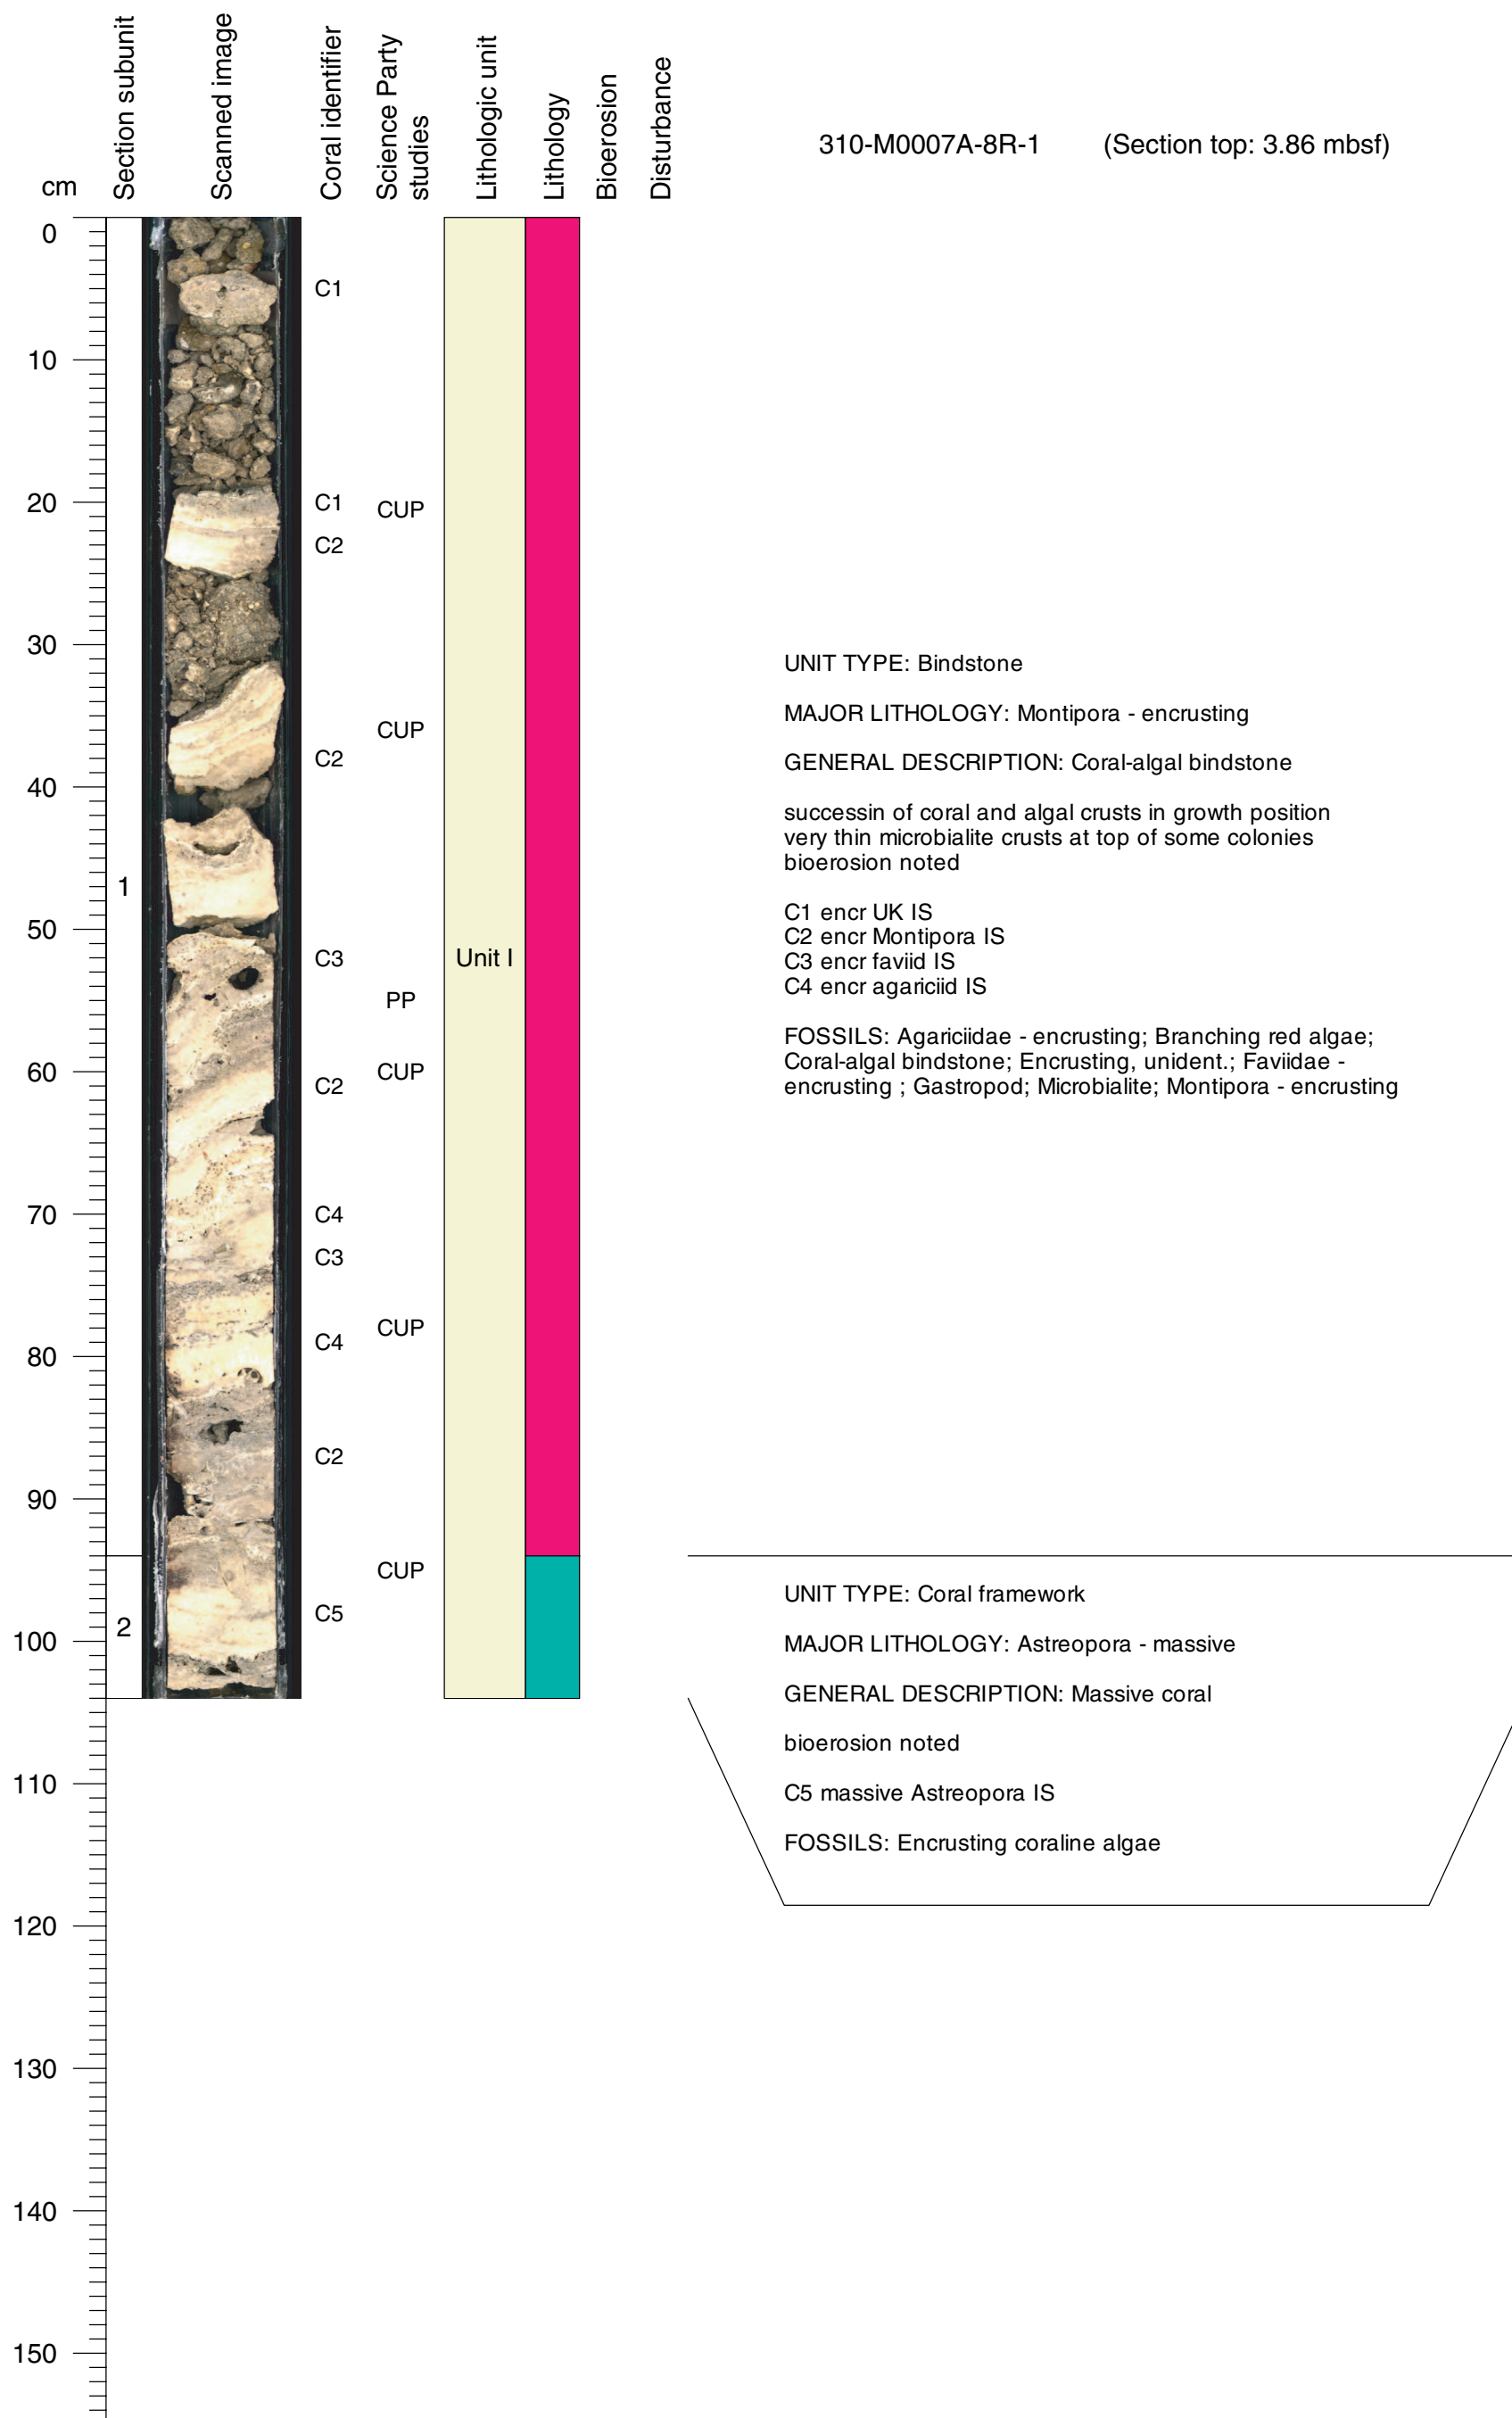 cm
Section subunit
Scanned image
Coral identifier
Science Party
studies
Lithologic unit
Lithology
Bioerosion
Disturbance
310-M0007A-8R-1 (Section top: 3.86 mbsf)
0
C1
10
20
C1
CUP
C2
30
CUP
C2
40
1
50
C3
Unit I
PP
60
CUP
C2
70
C4
C3
CUP
C4
80
C2
90
CUP
C5
2
100
110
120
130
140
150
UNIT TYPE: Bindstone
MAJOR LITHOLOGY: Montipora - encrusting
GENERAL DESCRIPTION: Coral-algal bindstone
successin of coral and algal crusts in growth position
very thin microbialite crusts at top of some colonies
bioerosion noted
C1 encr UK IS
C2 encr Montipora IS
C3 encr faviid IS
C4 encr agariciid IS
FOSSILS: Agariciidae - encrusting; Branching red algae;
Coral-algal bindstone; Encrusting, unident.; Faviidae -
encrusting ; Gastropod; Microbialite; Montipora - encrusting
UNIT TYPE: Coral framework
MAJOR LITHOLOGY: Astreopora - massive
GENERAL DESCRIPTION: Massive coral
bioerosion noted
C5 massive Astreopora IS
FOSSILS: Encrusting coraline algae